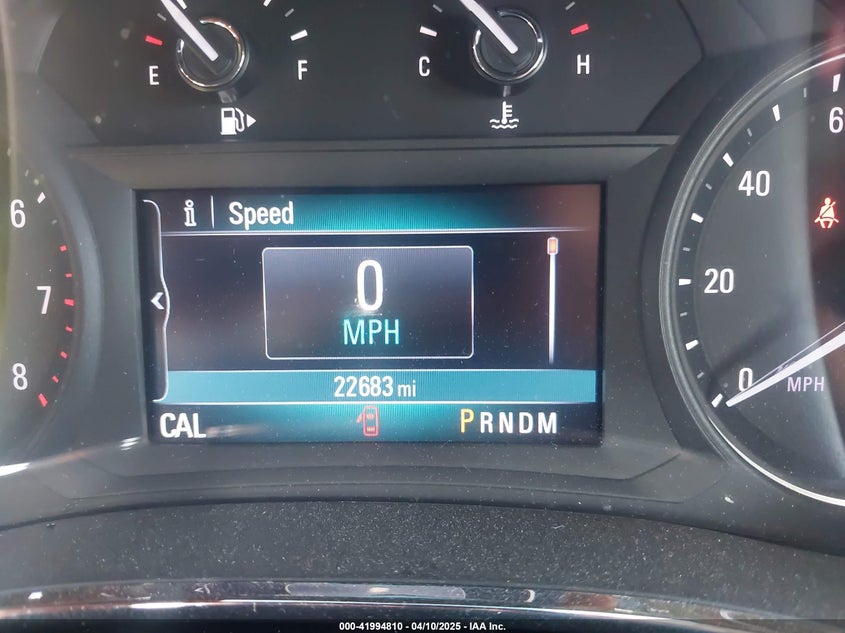 E F C H
6 7 8
Speed
0
MPH
22683 mi
CAL PRNDM
6
40
20
0 MPH
000-41994810 - 04/10/2025 - IAA Inc.